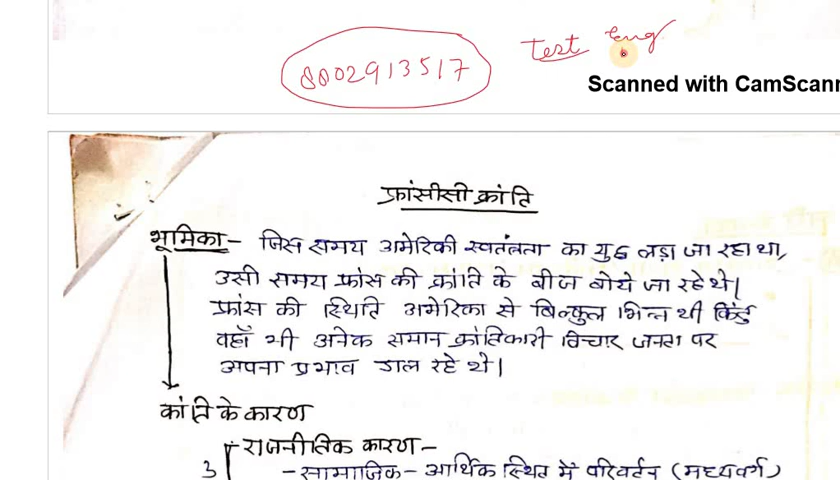 8002913517 Test Eng
Scanned with CamScann
फ्रांसीसी क्रांति
भूमिका - जिस समय अमेरिकी स्वतंत्रता का युद्ध लड़ा जा रहा था,
उसी समय फ्रांस की क्रांति के बीज बोये जा रहे थे।
फ्रांस की स्थिति अमेरिका से बिल्कुल भिन्न थी किंतु
वहाँ भी अनेक समान क्रांतिकारी विचार जनता पर
अपना प्रभाव डाल रहे थे।
क्रांति के कारण
राजनीतिक कारण -
3 - सामाजिक - आर्थिक स्थिति में परिवर्तन (मध्यवर्ग)